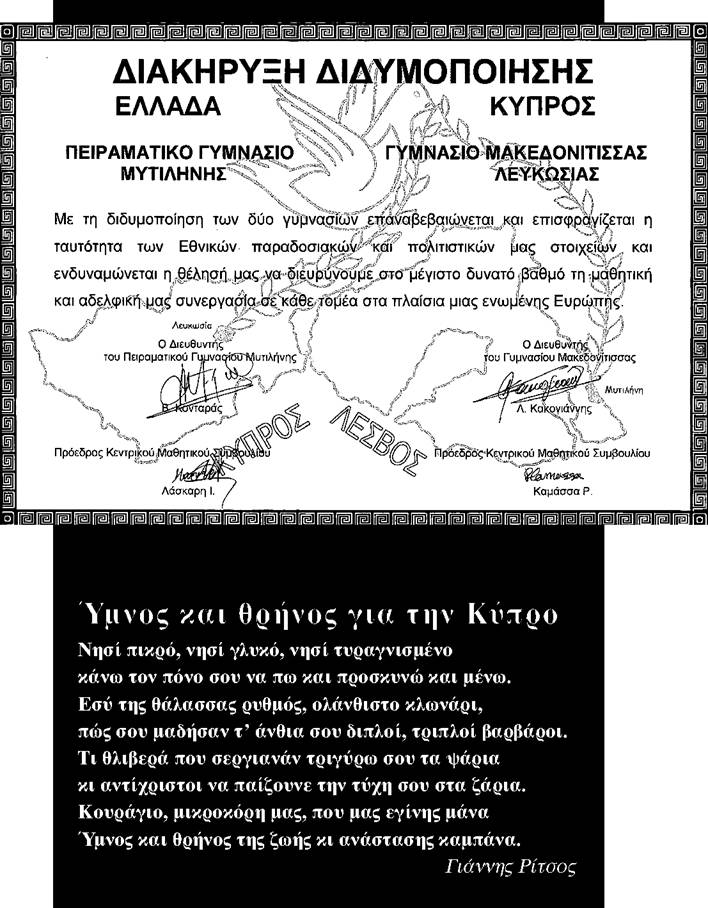 ΔΙΑΚΗΡΥΞΗ ΔΙΔΥΜΟΠΟΙΗΣΗΣ
ΕΛΛΑΔΑ ΚΥΠΡΟΣ
ΠΕΙΡΑΜΑΤΙΚΟ ΓΥΜΝΑΣΙΟ ΓΥΜΝΑΣΙΟ ΜΑΚΕΔΟΝΙΤΙΣΣΑΣ
ΜΥΤΙΛΗΝΗΣ ΛΕΥΚΩΣΙΑΣ
Με τη διδυμοποίηση των δύο γυμνασίων επαναβεβαιώνεται και επισφραγίζεται η
ταυτότητα των Εθνικών παραδοσιακών και πολιτιστικών μας στοιχείων και
ενδυναμώνεται η θέλησή μας να διευρύνουμε στο μέγιστο δυνατό βαθμό τη μαθητική
και αδελφική μας συνεργασία σε κάθε τομέα στα πλαίσια μιας ενωμένης Ευρώπης.
Λευκωσία
Ο Διευθυντής Ο Διευθυντής
του Πειραματικού Γυμνασίου Μυτιλήνης του Γυμνασίου Μακεδονίτισσας
Μυτιλήνη
Β. Κονταράς Λ. Κακογιάννης
ΚΥΠΡΟΣ ΛΕΣΒΟΣ
Πρόεδρος Κεντρικού Μαθητικού Συμβουλίου Πρόεδρος Κεντρικού Μαθητικού Συμβουλίου
Λάσκαρη Ι. Καμάσσα Ρ.
Ύμνος και θρήνος για την Κύπρο
Νησί πικρό, νησί γλυκό, νησί τυραγνισμένο
κάνω τον πόνο σου να πω και προσκυνώ και μένω.
Εσύ της θάλασσας ρυθμός, ολάνθιστο κλωνάρι,
πώς σου μαδήσαν τ' άνθια σου διπλοί, τριπλοί βαρβάροι.
Τι θλιβερά που σεργιανάν τριγύρω σου τα ψάρια
κι αντίχριστοι να παίζουνε την τύχη σου στα ζάρια.
Κουράγιο, μικροκόρη μας, που μας εγίνης μάνα
Ύμνος και θρήνος της ζωής κι ανάστασης καμπάνα.
Γιάννης Ρίτσος